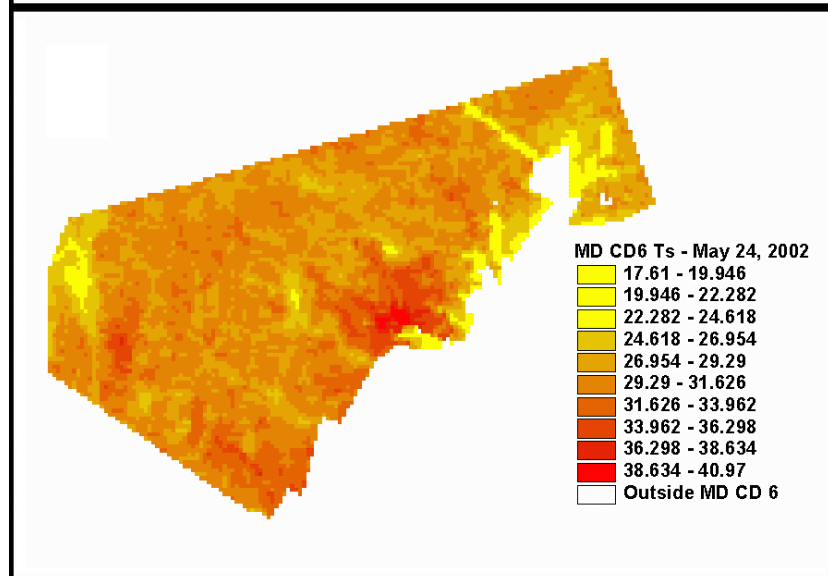 MD CD6 Ts - May 24, 2002
17.61 - 19.946
19.946 - 22.282
22.282 - 24.618
24.618 - 26.954
26.954 - 29.29
29.29 - 31.626
31.626 - 33.962
33.962 - 36.298
36.298 - 38.634
38.634 - 40.97
Outside MD CD 6